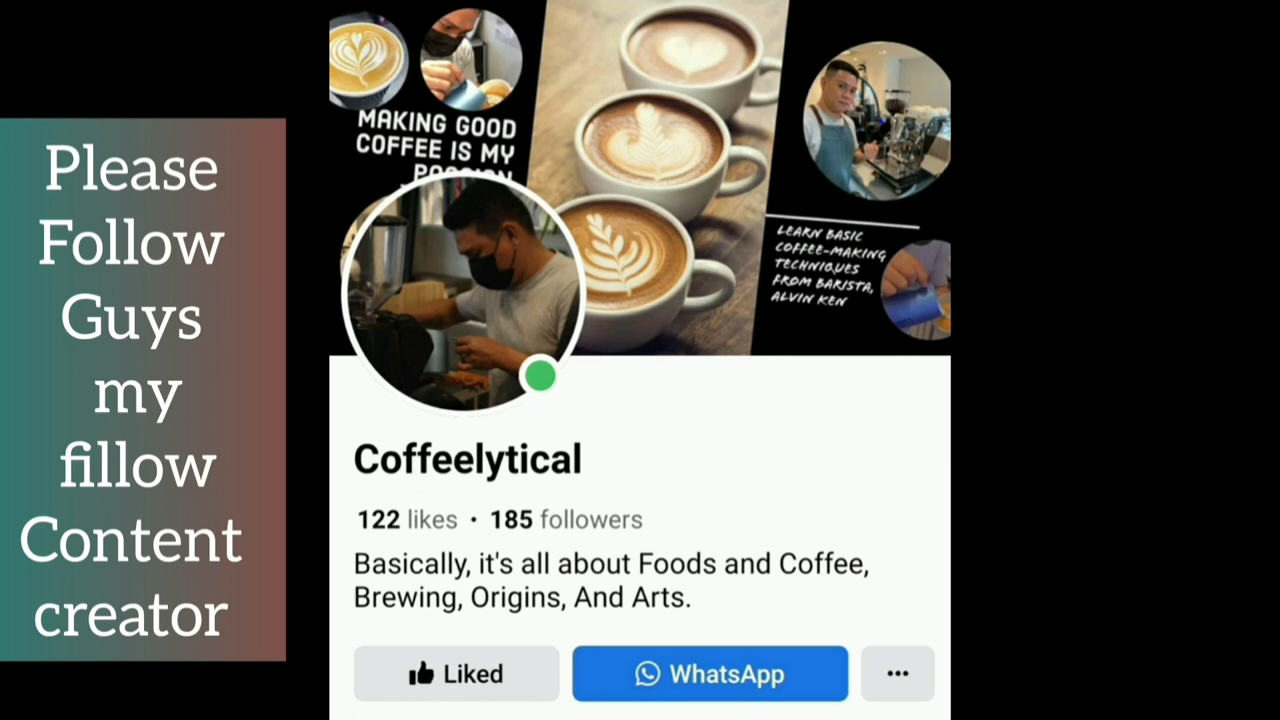 Please
Follow
Guys
my
fillow
Content
creator
MAKING GOOD
COFFEE IS MY
PASSION
LEARN BASIC
COFFEE-MAKING
TECHNIQUES
FROM BARISTA,
ALVIN KEN
Coffeelytical
122 likes • 185 followers
Basically, it's all about Foods and Coffee,
Brewing, Origins, And Arts.
Liked
WhatsApp